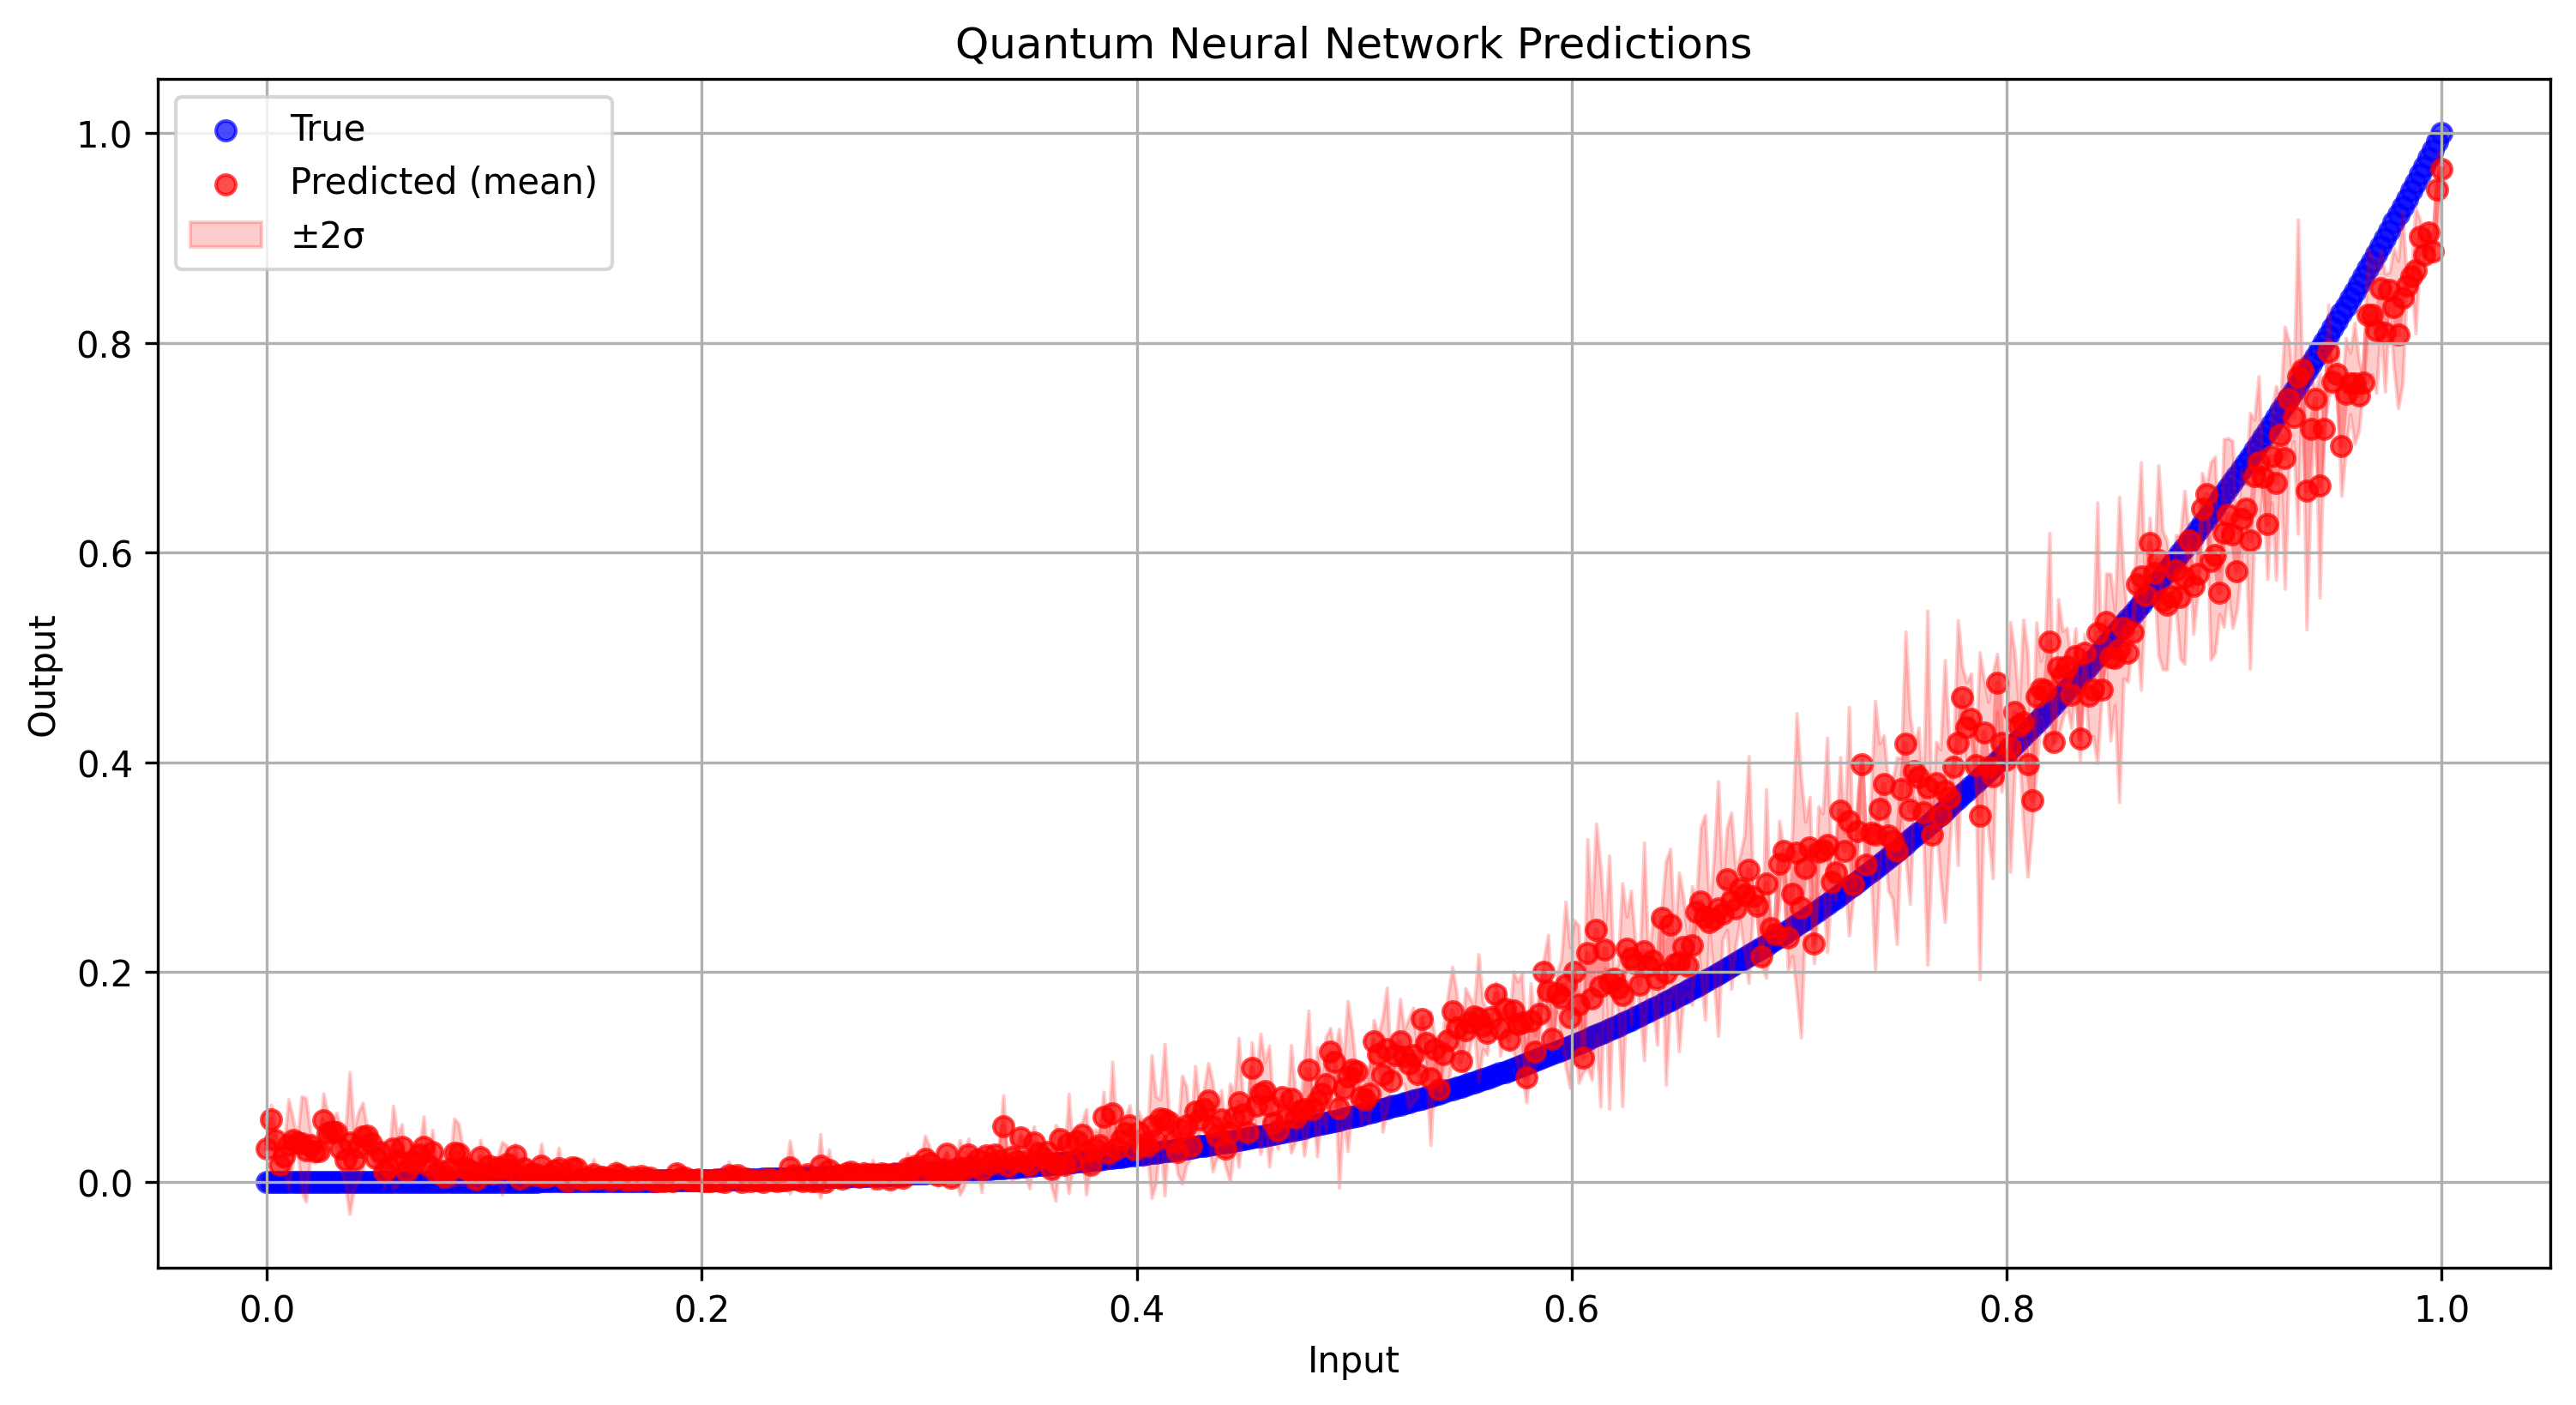 Quantum Neural Network Predictions
True
Predicted (mean)
±2σ
1.0
0.8
0.6
0.4
0.2
0.0
Output
0.0 0.2 0.4 0.6 0.8 1.0
Input